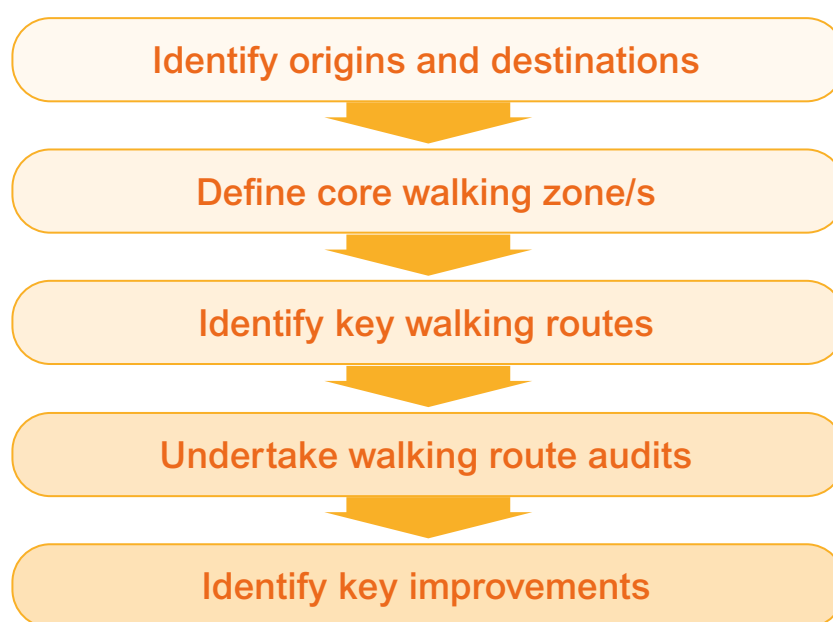 Identify origins and destinations
Define core walking zone/s
Identify key walking routes
Undertake walking route audits
Identify key improvements